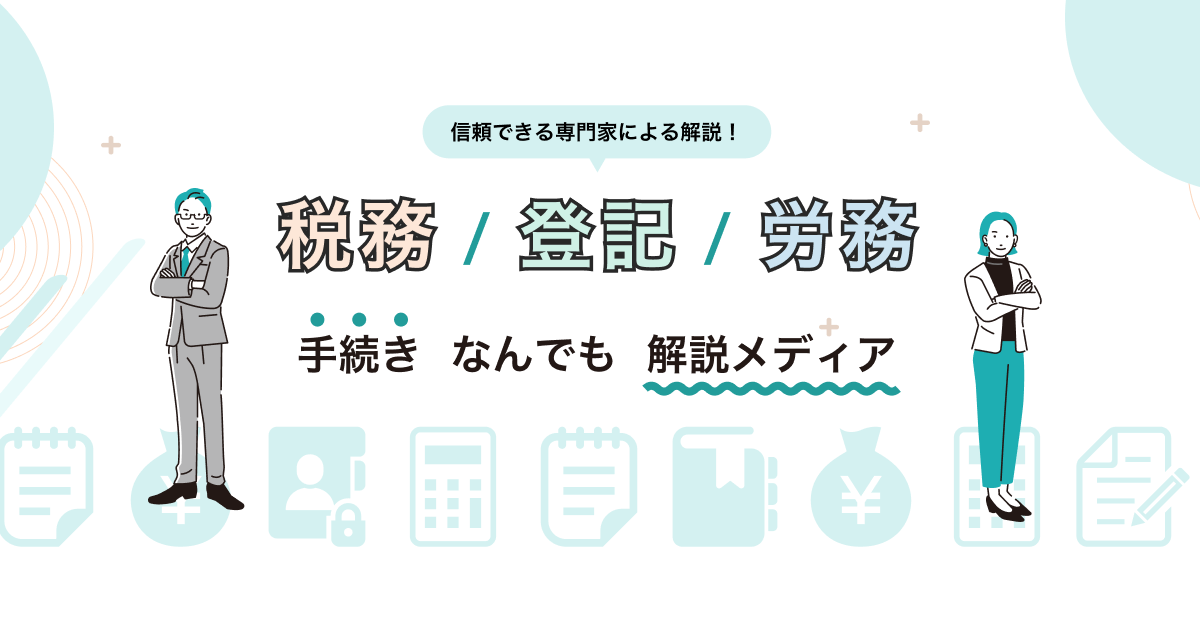 信頼できる専門家による解説！
税務 / 登記 / 労務
手続き なんでも 解説メディア
¥ ¥